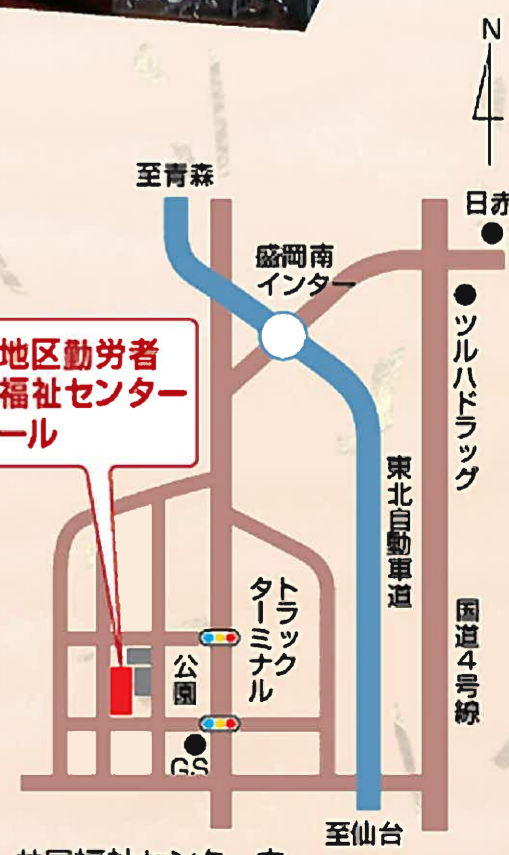 N
至青森
日赤
盛岡南
インター
地区勤労者
福祉センター
ール
ツルハドラッグ
東北自動車道
トラック
ターミナル
国道4号線
公園
GS
至仙台